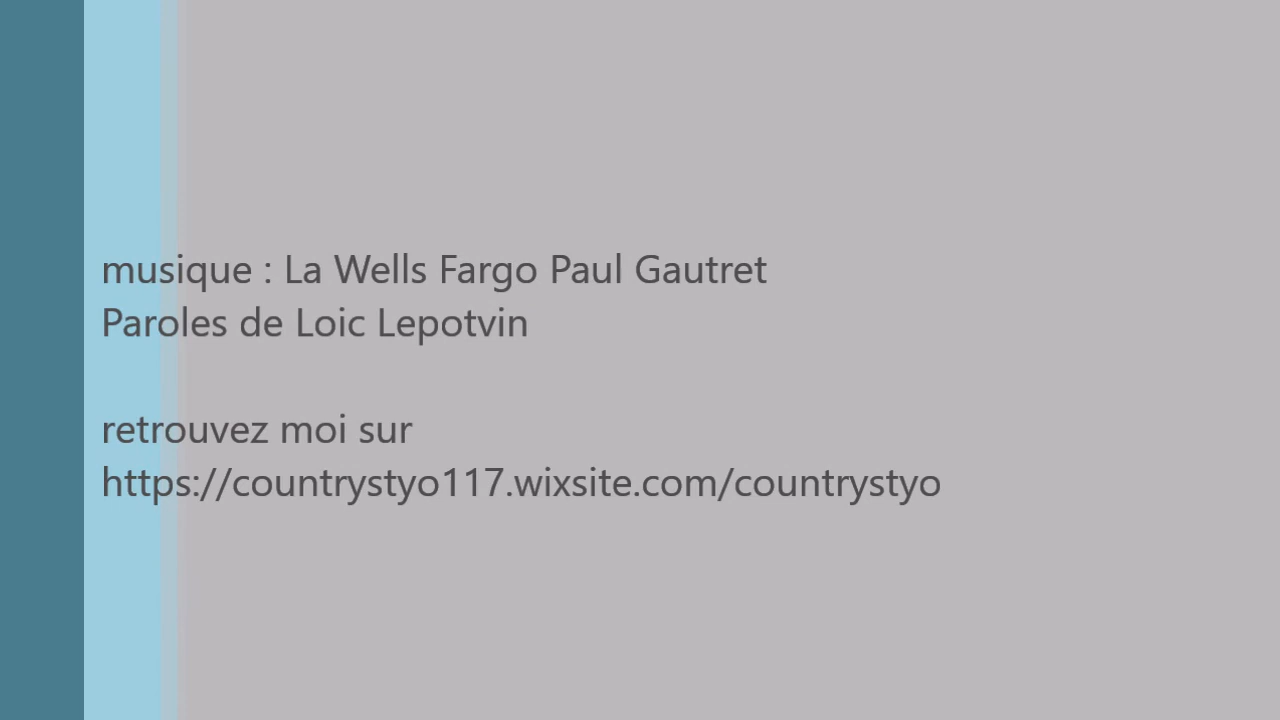 musique : La Wells Fargo Paul Gautret
Paroles de Loic Lepotvin
retrouvez moi sur
https://countrystyo117.wixsite.com/countrystyo